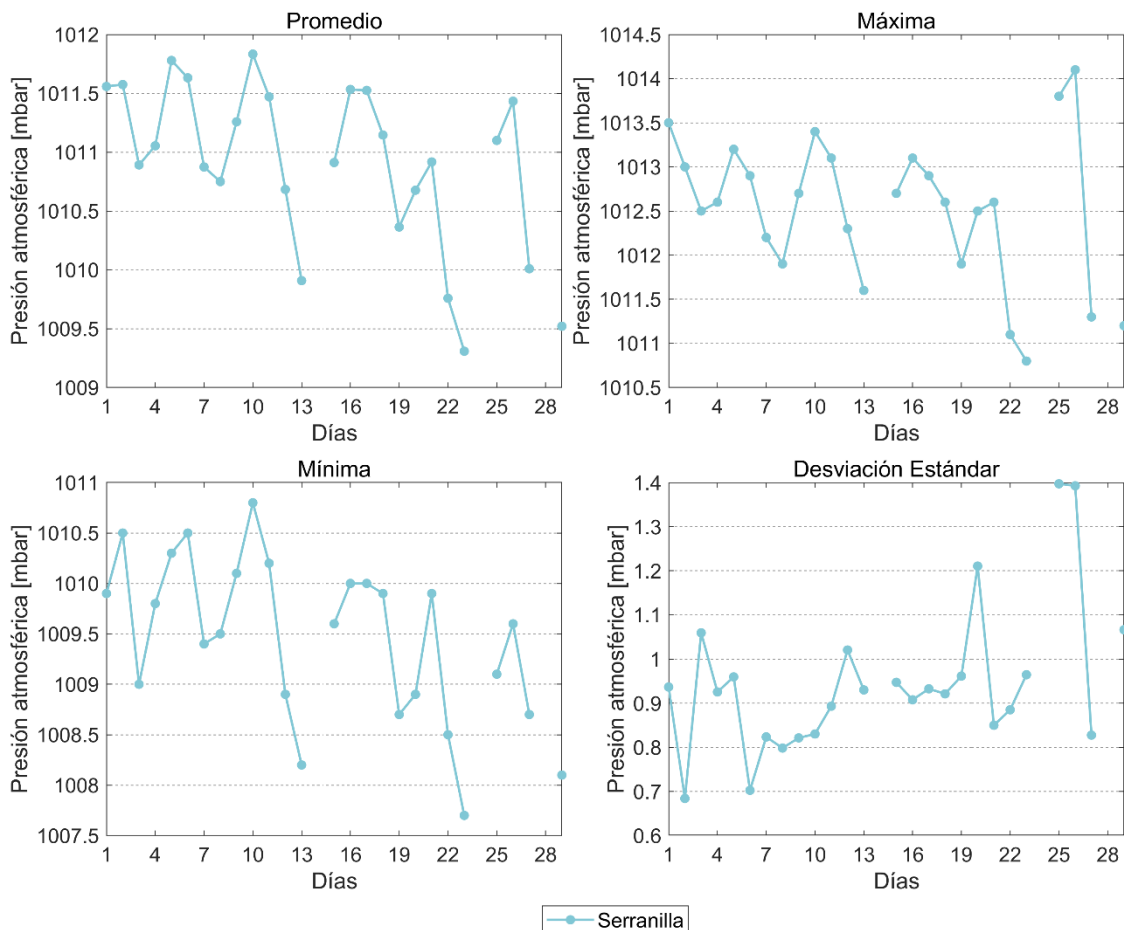 Promedio
Presión atmosférica [mbar]
1012
1011.5
1011
1010.5
1010
1009.5
1009
1 4 7 10 13 16 19 22 25 28
Días
Máxima
Presión atmosférica [mbar]
1014.5
1014
1013.5
1013
1012.5
1012
1011.5
1011
1010.5
1 4 7 10 13 16 19 22 25 28
Días
Mínima
Presión atmosférica [mbar]
1011
1010.5
1010
1009.5
1009
1008.5
1008
1007.5
1 4 7 10 13 16 19 22 25 28
Días
Desviación Estándar
Presión atmosférica [mbar]
1.4
1.3
1.2
1.1
1
0.9
0.8
0.7
0.6
1 4 7 10 13 16 19 22 25 28
Días
Serranilla